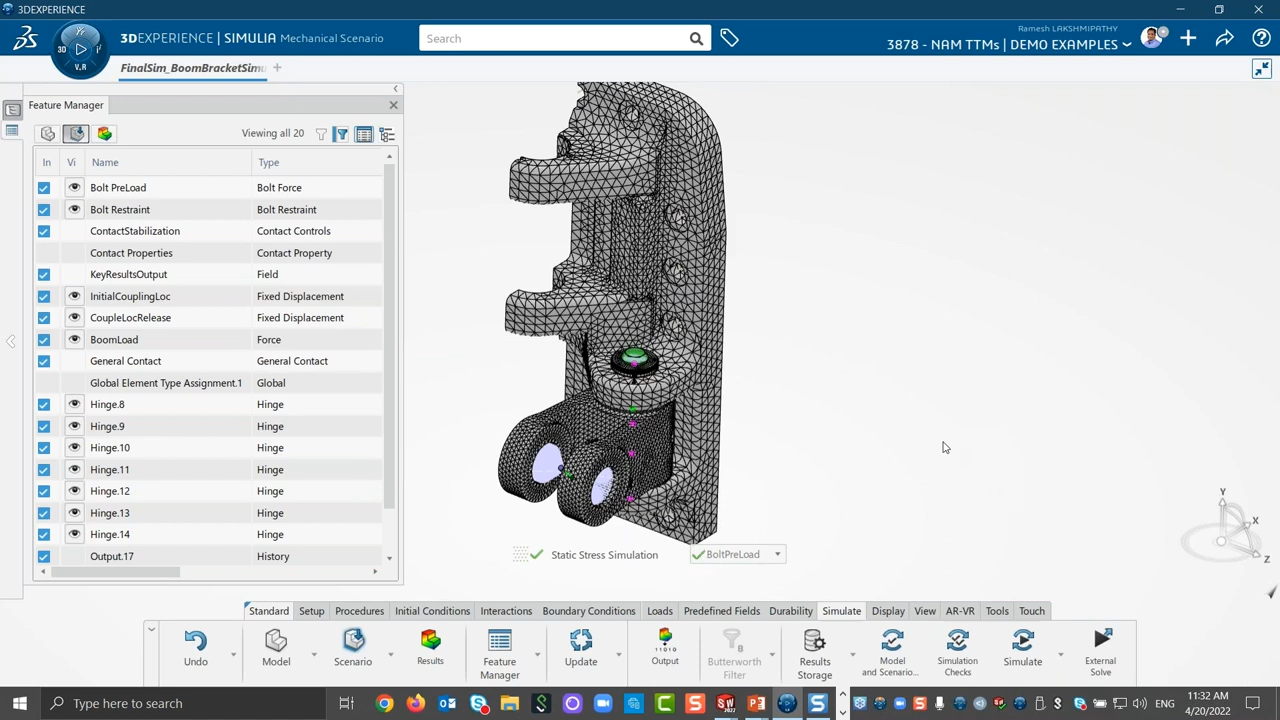 3DEXPERIENCE
3DEXPERIENCE | SIMULIA Mechanical Scenario
Search
Ramesh LAKSHMIPATHY
3878 - NAM TTMs | DEMO EXAMPLES
3D
V.R
FinalSim_BoomBracketSimu
Feature Manager
Viewing all 20
In Vi Name Type
Bolt PreLoad Bolt Force
Bolt Restraint Bolt Restraint
ContactStabilization Contact Controls
Contact Properties Contact Property
KeyResultsOutput Field
InitialCouplingLoc Fixed Displacement
CoupleLocRelease Fixed Displacement
BoomLoad Force
General Contact General Contact
Global Element Type Assignment.1 Global
Hinge.8 Hinge
Hinge.9 Hinge
Hinge.10 Hinge
Hinge.11 Hinge
Hinge.12 Hinge
Hinge.13 Hinge
Hinge.14 Hinge
Output.17 History
Y
X
Z
Static Stress Simulation BoltPreLoad
Standard Setup Procedures Initial Conditions Interactions Boundary Conditions Loads Predefined Fields Durability Simulate Display View AR-VR Tools Touch
Undo
Model
Scenario
Results
Feature Manager
Update
Output
Butterworth Filter
Results Storage
Model and Scenario...
Simulation Checks
Simulate
External Solve
Type here to search
ENG
11:32 AM
4/20/2022